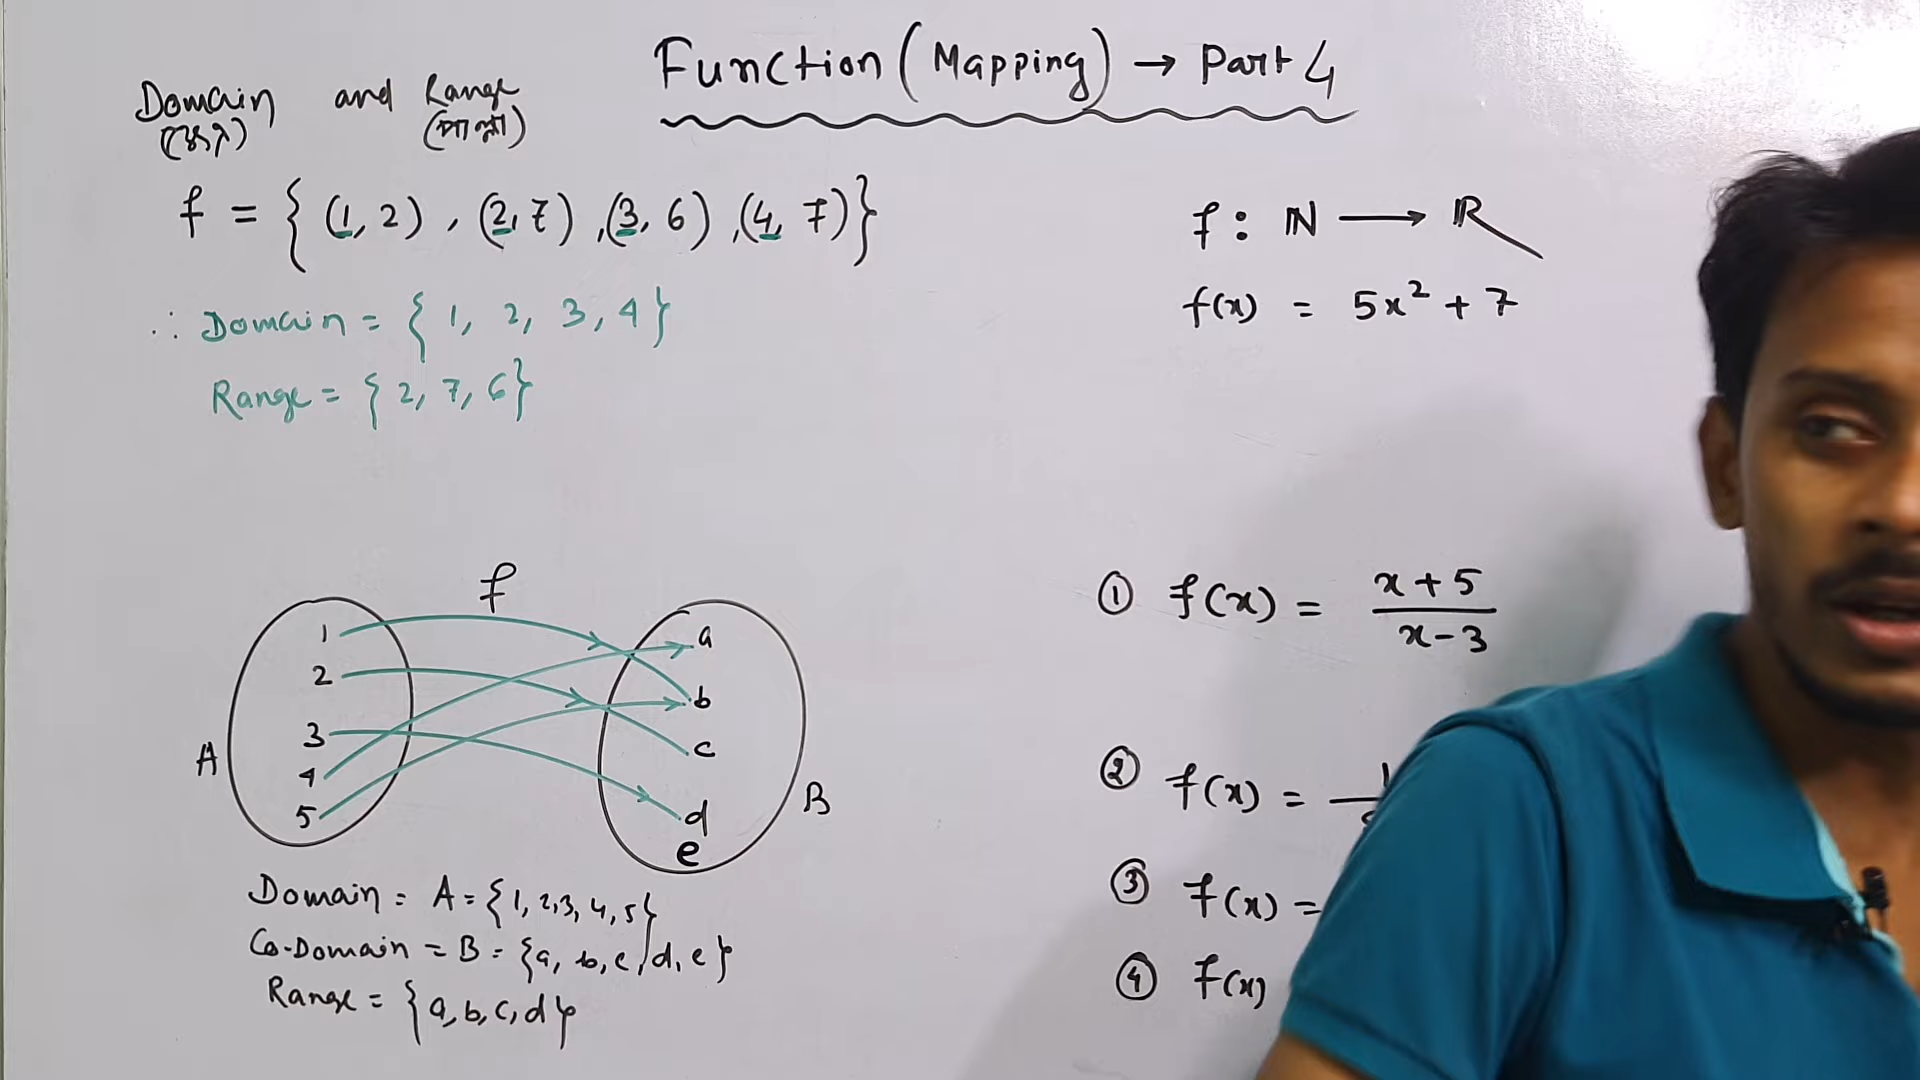 Function (Mapping) → Part 4
Domain and Range
f = { (1, 2) , (2, 7) , (3, 6) , (4, 7)}
∴ Domain = { 1, 2, 3, 4}
Range = { 2, 7, 6}
f : ℕ → ℝ
f(x) = 5x² + 7
f
A
1
2
3
4
5
a
b
c
d
e
B
Domain = A = {1, 2,3, 4, 5}
Co-Domain = B = {a, b, c, d, e}
Range = {a, b, c, d}
① f(x) = x + 5 / x - 3
② f(x) =
③ f(x) =
④ f(x)